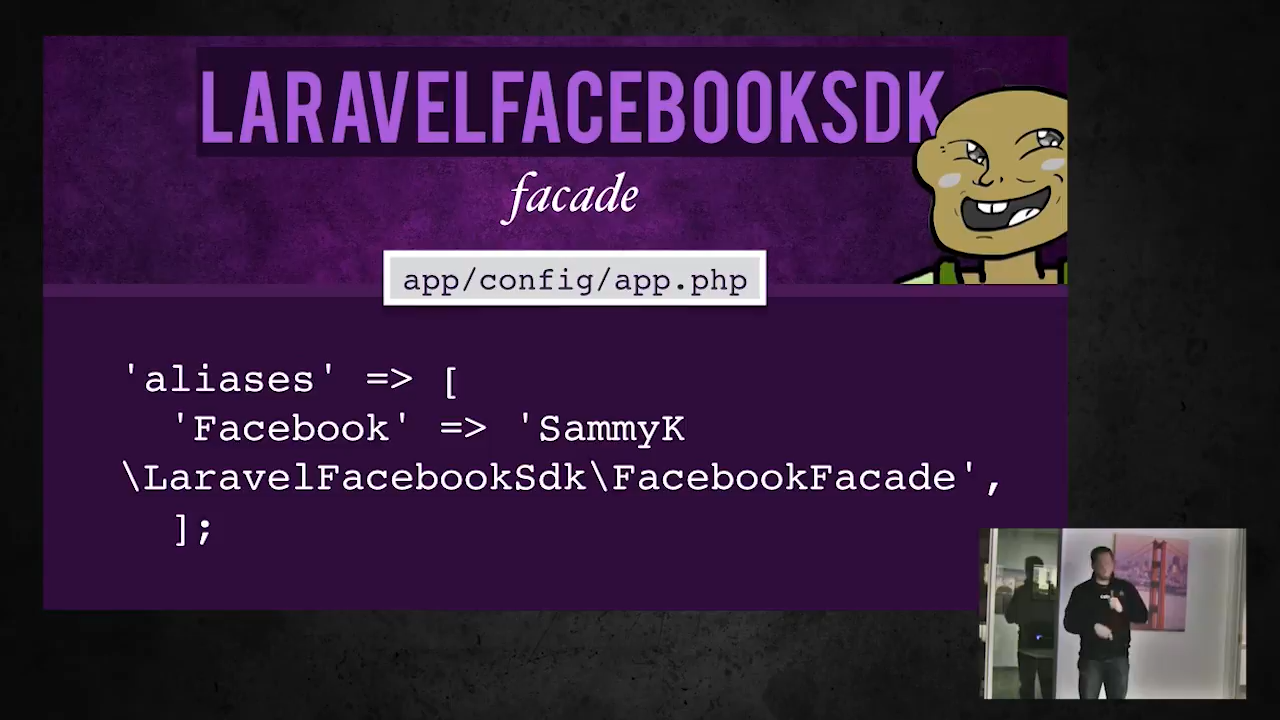 LARAVELFACEBOOKSDK
facade
app/config/app.php
'aliases' => [
'Facebook' => 'SammyK
\LaravelFacebookSdk\FacebookFacade',
];